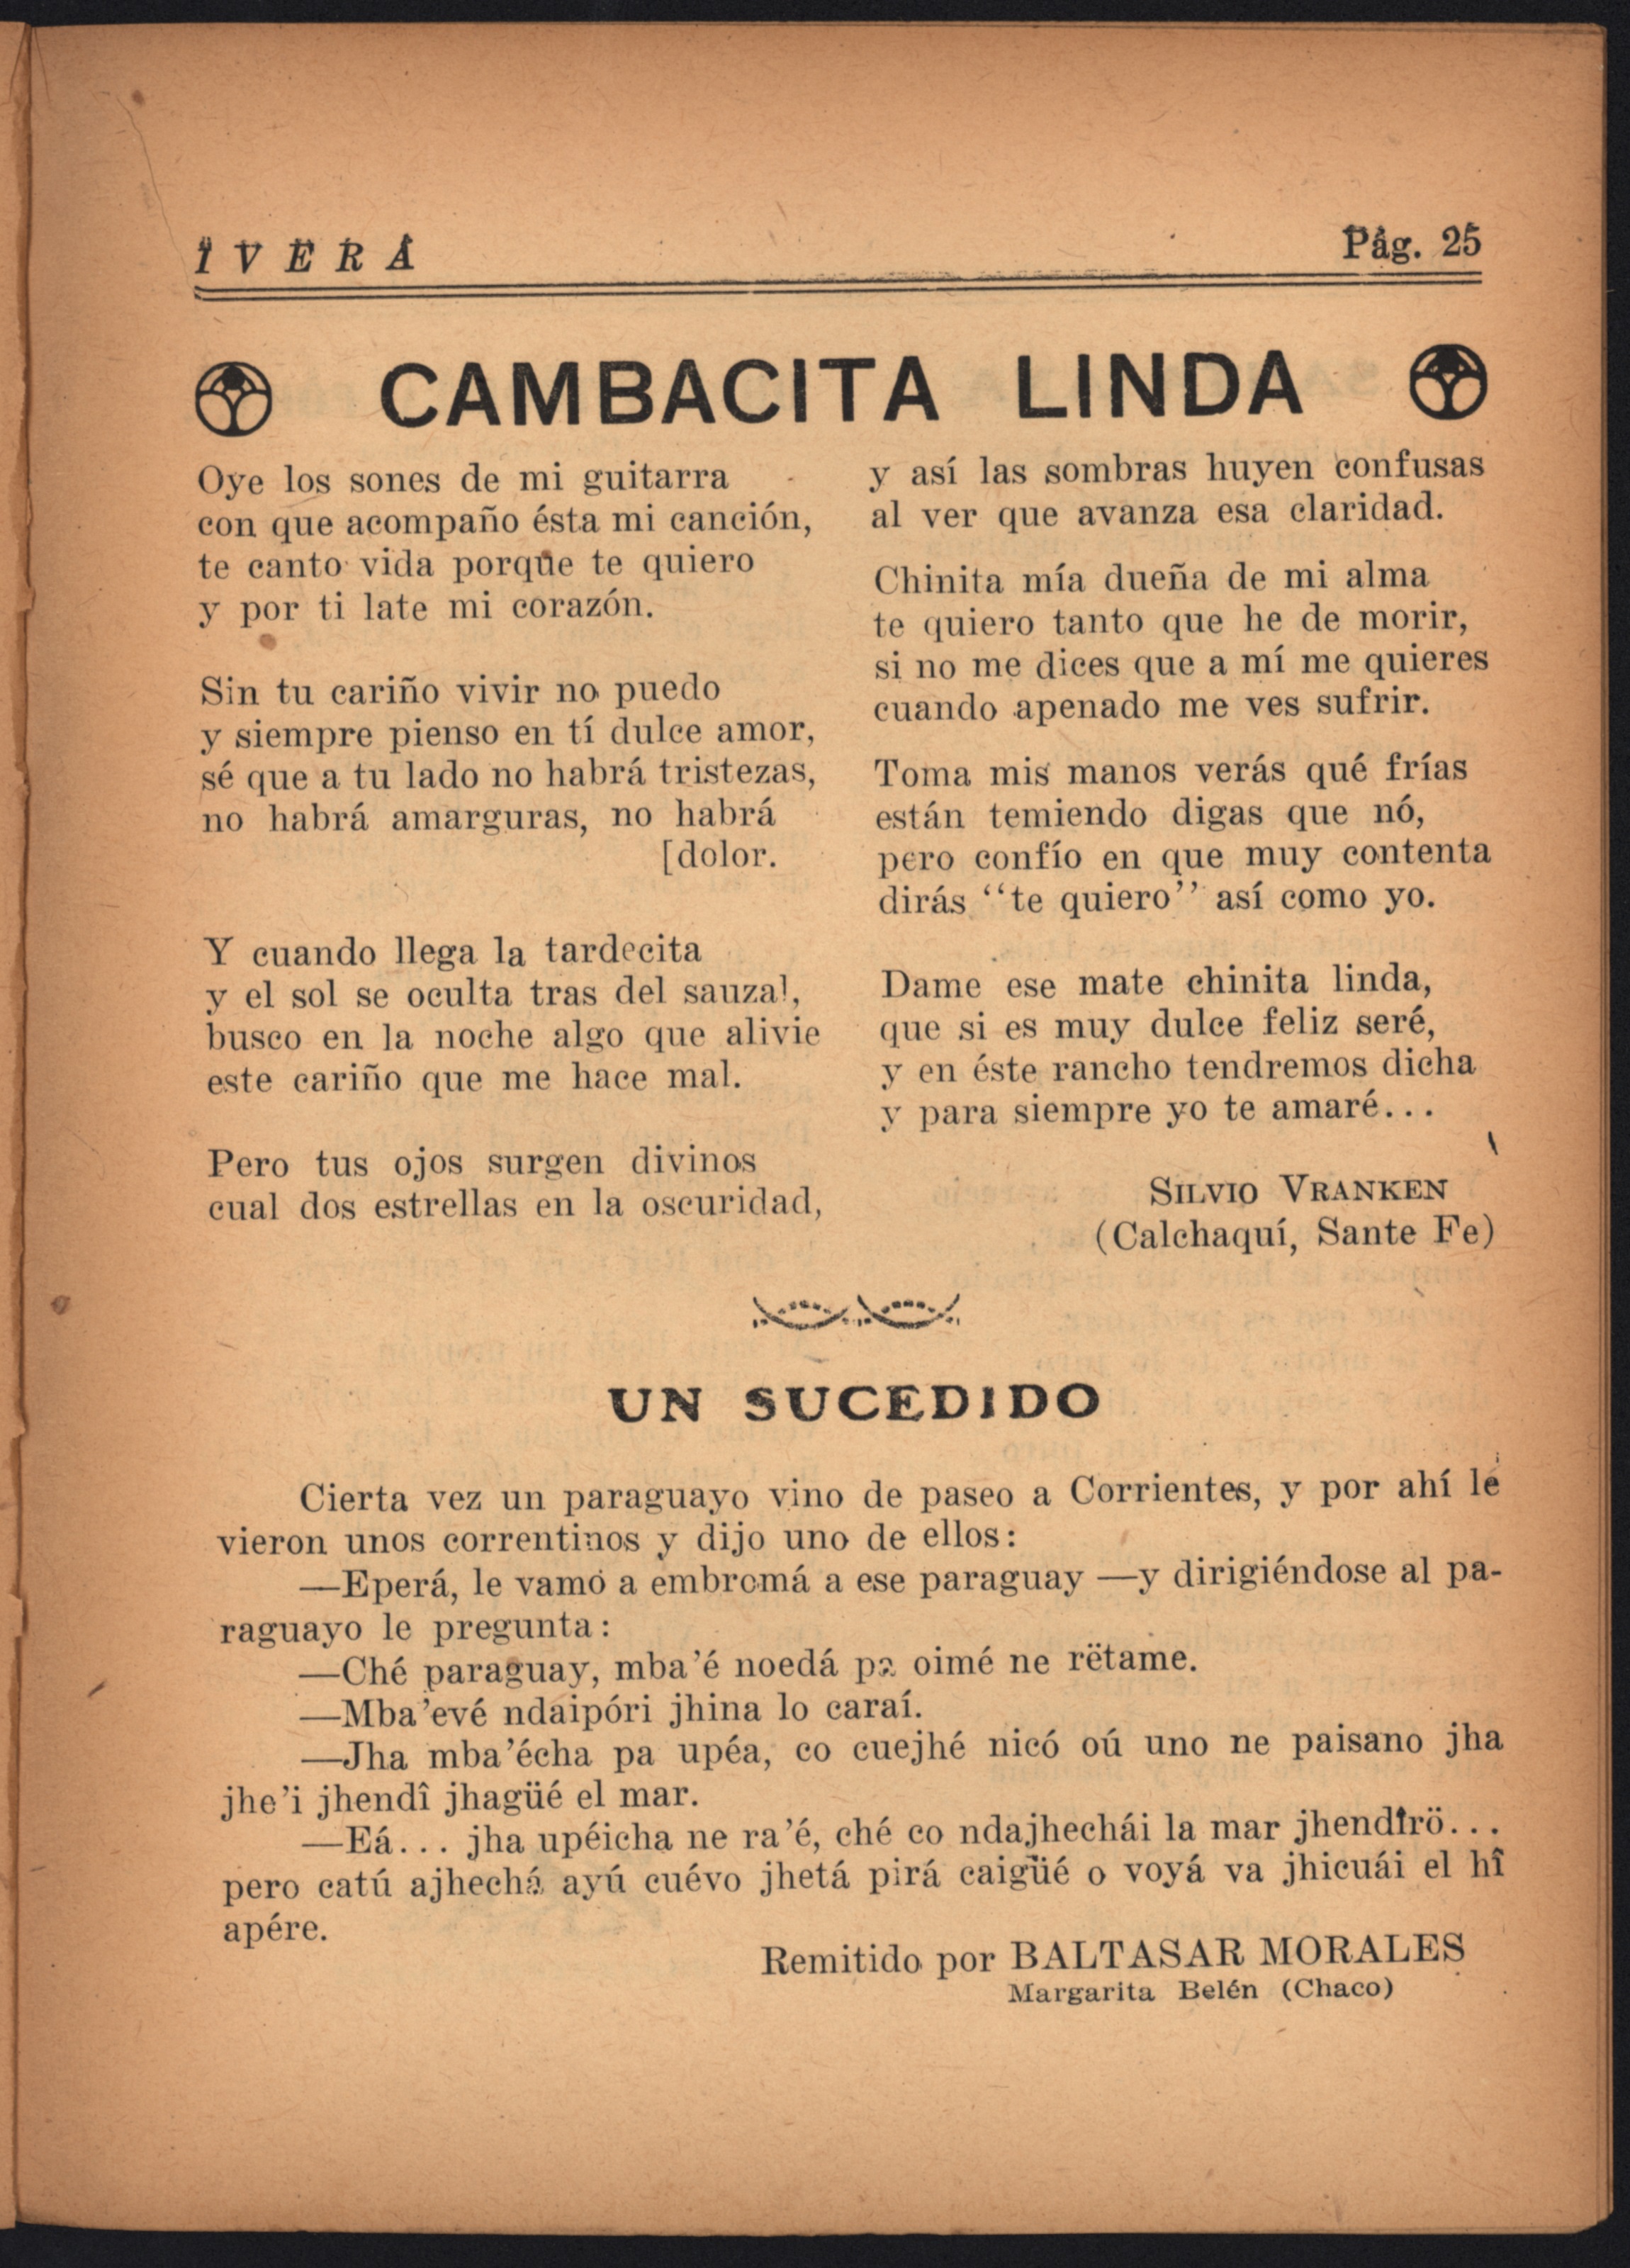 ÎVERÁ
Pág. 25
CAMBACITA LINDA
Oye los sones de mi guitarra
con que acompaño ésta mi canción,
te canto vida porque te quiero
y por ti late mi corazón.
Sin tu cariño vivir no puedo
y siempre pienso en tí dulce amor,
sé que a tu lado no habrá tristezas,
no habrá amarguras, no habrá
[dolor.
Y cuando llega la tardecita
y el sol se oculta tras del sauzal,
busco en la noche algo que alivie
este cariño que me hace mal.
Pero tus ojos surgen divinos
cual dos estrellas en la oscuridad,
y así las sombras huyen confusas
al ver que avanza esa claridad.
Chinita mía dueña de mi alma
te quiero tanto que he de morir,
si no me dices que a mí me quieres
cuando apenado me ves sufrir.
Toma mis manos verás qué frías
están temiendo digas que nó,
pero confío en que muy contenta
dirás "te quiero" así como yo.
Dame ese mate chinita linda,
que si es muy dulce feliz seré,
y en éste rancho tendremos dicha
y para siempre yo te amaré...
SILVIO VRANKEN
(Calchaquí, Sante Fe)
UN SUCEDIDO
Cierta vez un paraguayo vino de paseo a Corrientes, y por ahí le
vieron unos correntinos y dijo uno de ellos:
—Eperá, le vamó a embromá a ese paraguay —y dirigiéndose al pa-
raguayo le pregunta:
—Ché paraguay, mba'é noedá pa oimé ne rëtame.
—Mba'evé ndaipóri jhina lo caraí.
—Jha mba'écha pa upéa, co cuejhé nicó oú uno ne paisano jha
jhe'i jhendî jhagüé el mar.
—Eá... jha upéicha ne ra'é, ché co ndajhechái la mar jhendîrö...
pero catú ajhechá ayú cuévo jhetá pirá caigüé o voyá va jhicuái el hî
apére.
Remitido por BALTASAR MORALES
Margarita Belén (Chaco)